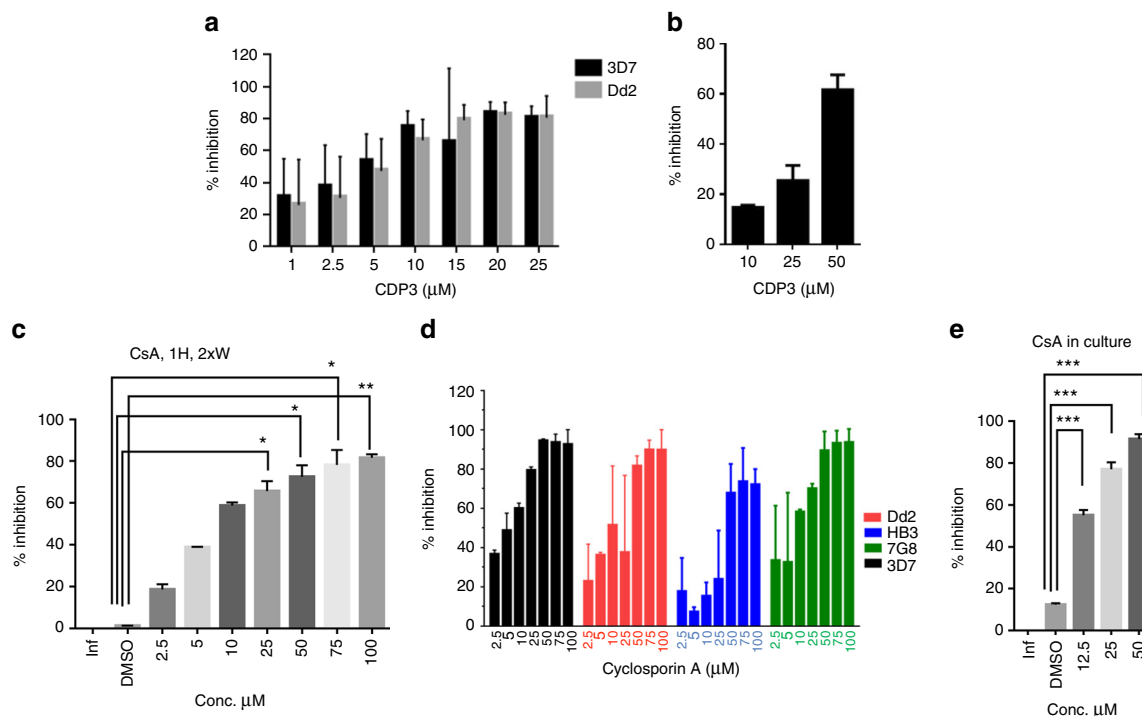 a
120
100
80
60
40
20
0
% inhibition
1 2.5 5 10 15 20 25
CDP3 (μM)
3D7
Dd2
b
80
60
40
20
0
% inhibition
10 25 50
CDP3 (μM)
c
CsA, 1H, 2xW
*
**
*
*
100
80
60
40
20
0
% inhibition
Inf DMSO 2.5 5 10 25 50 75 100
Conc. μM
d
120
100
80
60
40
20
0
% inhibition
2.5 5 10 25 50 75 100 2.5 5 10 25 50 75 100 2.5 5 10 25 50 75 100 2.5 5 10 25 50 75 100
Cyclosporin A (μM)
Dd2
HB3
7G8
3D7
e
CsA in culture
***
***
***
100
80
60
40
20
0
% inhibition
Inf DMSO 12.5 25 50
Conc. μM